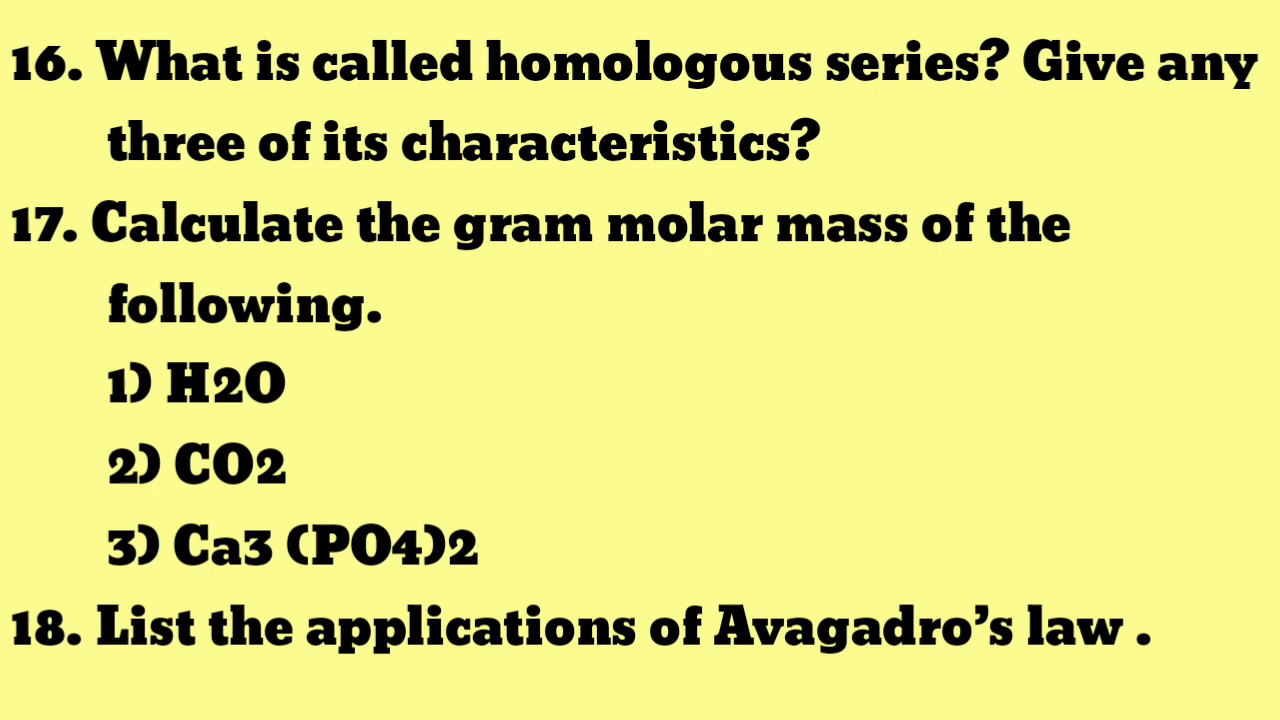 16. What is called homologous series? Give any
three of its characteristics?
17. Calculate the gram molar mass of the
following.
1) H2O
2) CO2
3) Ca3 (PO4)2
18. List the applications of Avagadro’s law .